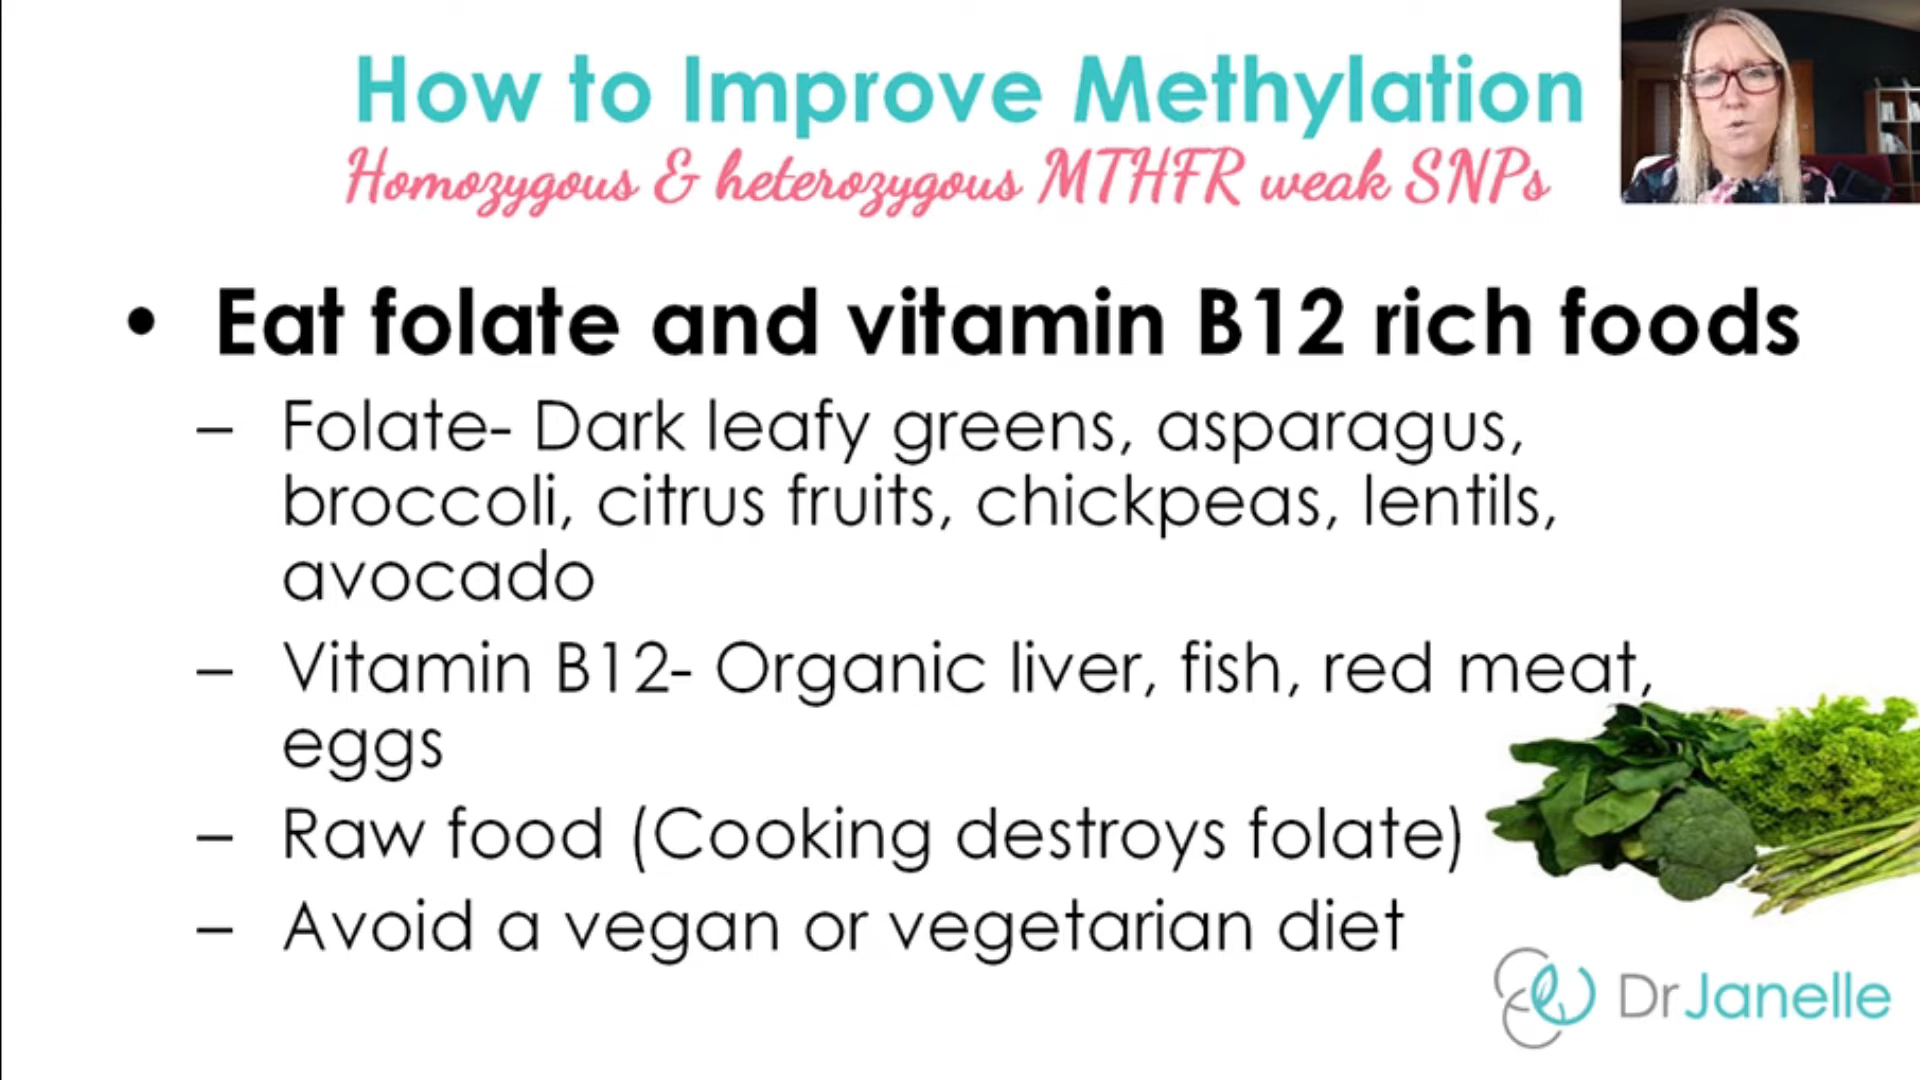 How to Improve Methylation
Homozygous & heterozygous MTHFR weak SNPs
• Eat folate and vitamin B12 rich foods
– Folate- Dark leafy greens, asparagus,
broccoli, citrus fruits, chickpeas, lentils,
avocado
– Vitamin B12- Organic liver, fish, red meat,
eggs
– Raw food (Cooking destroys folate)
– Avoid a vegan or vegetarian diet
Dr Janelle